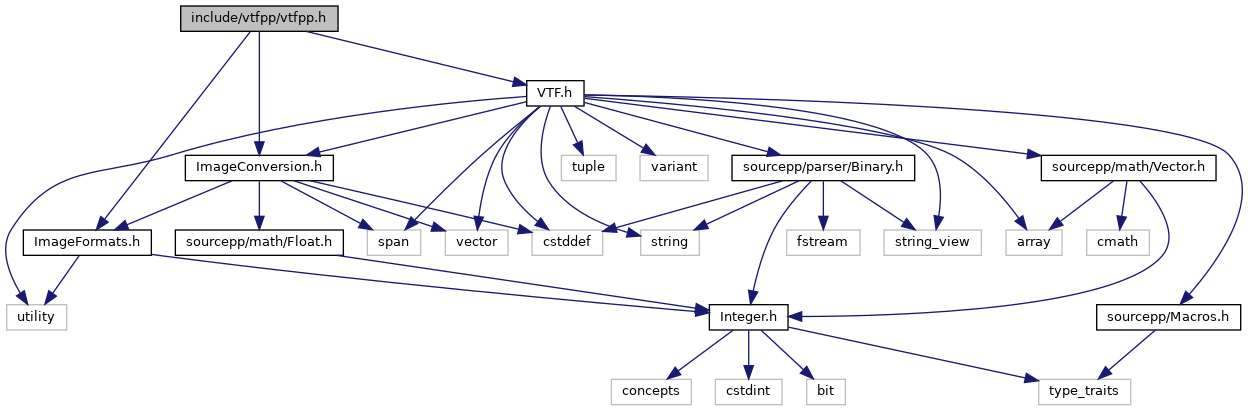 include/vtfpp/vtfpp.h
VTF.h
ImageConversion.h
tuple
variant
sourcepp/parser/Binary.h
sourcepp/math/Vector.h
ImageFormats.h
sourcepp/math/Float.h
span
vector
cstddef
string
fstream
string_view
array
cmath
utility
Integer.h
sourcepp/Macros.h
concepts
cstdint
bit
type_traits